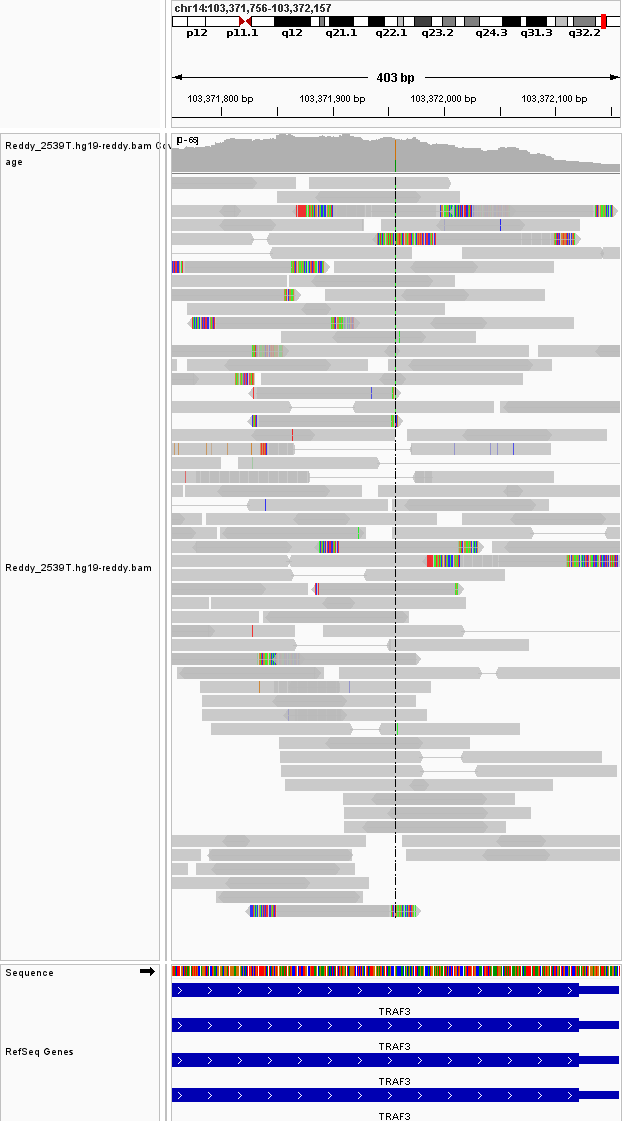 chr14:103,371,756-103,372,157
p12 p11.1 q12 q21.1 q22.1 q23.2 q24.3 q31.3 q32.2
403 bp
103,371,800 bp 103,371,900 bp 103,372,000 bp 103,372,100 bp
[0 - 69]
Reddy_2539T.hg19-reddy.bam Cov
age
Reddy_2539T.hg19-reddy.bam
Sequence
TRAF3
TRAF3
RefSeq Genes
TRAF3
TRAF3